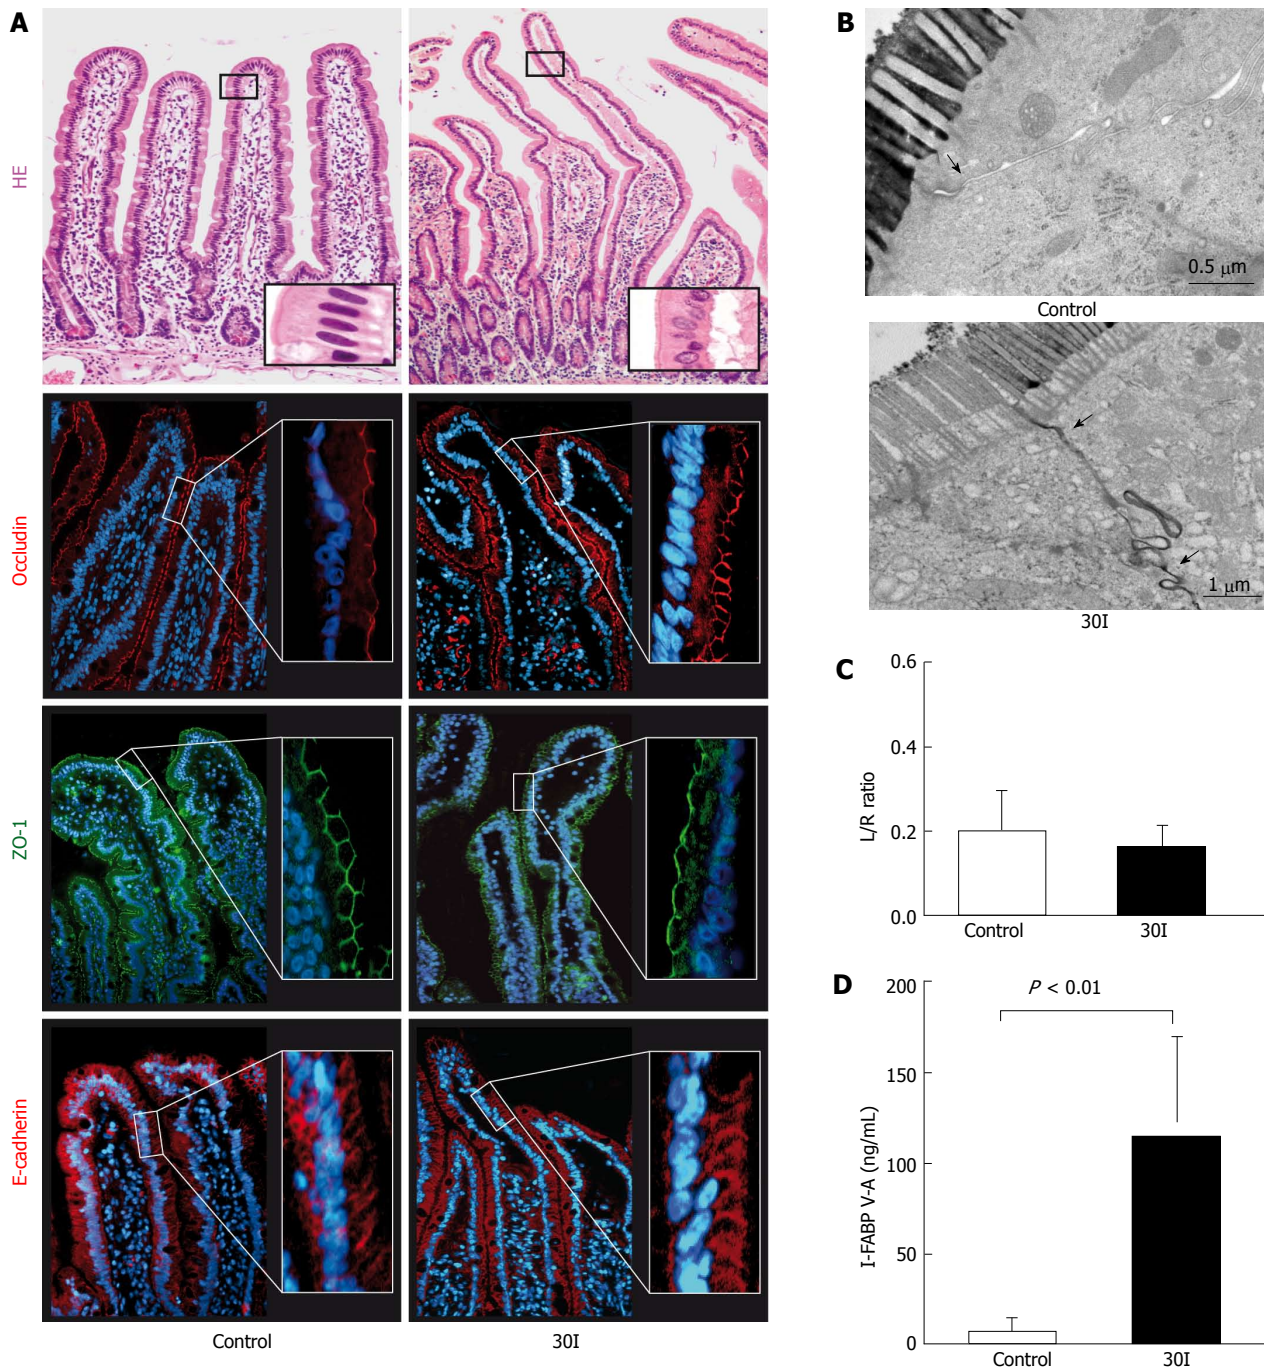 A
HE
Occludin
ZO-1
E-cadherin
Control
30I
B
0.5 μm
Control
1 μm
30I
C
L/R ratio
0.6
0.4
0.2
0.0
Control
30I
D
I-FABP V-A (ng/mL)
200
150
100
50
0
P < 0.01
Control
30I